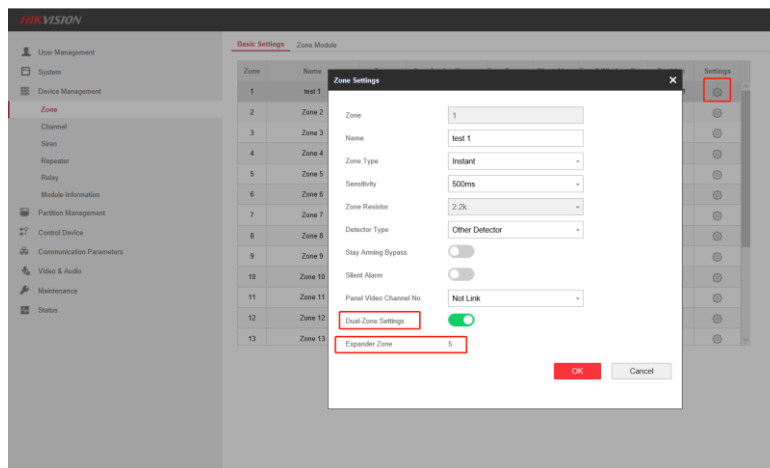 HIKVISION
User Management
System
Device Management
Zone
Channel
Siren
Repeater
Relay
Module Information
Partition Management
Control Device
Communication Parameters
Video & Audio
Maintenance
Status
Basic Settings Zone Module
Zone Name Settings
1 test 1
2 Zone 2
3 Zone 3
4 Zone 4
5 Zone 5
6 Zone 6
7 Zone 7
8 Zone 8
9 Zone 9
10 Zone 10
11 Zone 11
12 Zone 12
13 Zone 13
Zone Settings
Zone 1
Name test 1
Zone Type Instant
Sensitivity 500ms
Zone Resistor 2.2k
Detector Type Other Detector
Stay Arming Bypass
Silent Alarm
Panel Video Channel No. Not Link
Dual-Zone Settings
Expander Zone 5
OK Cancel